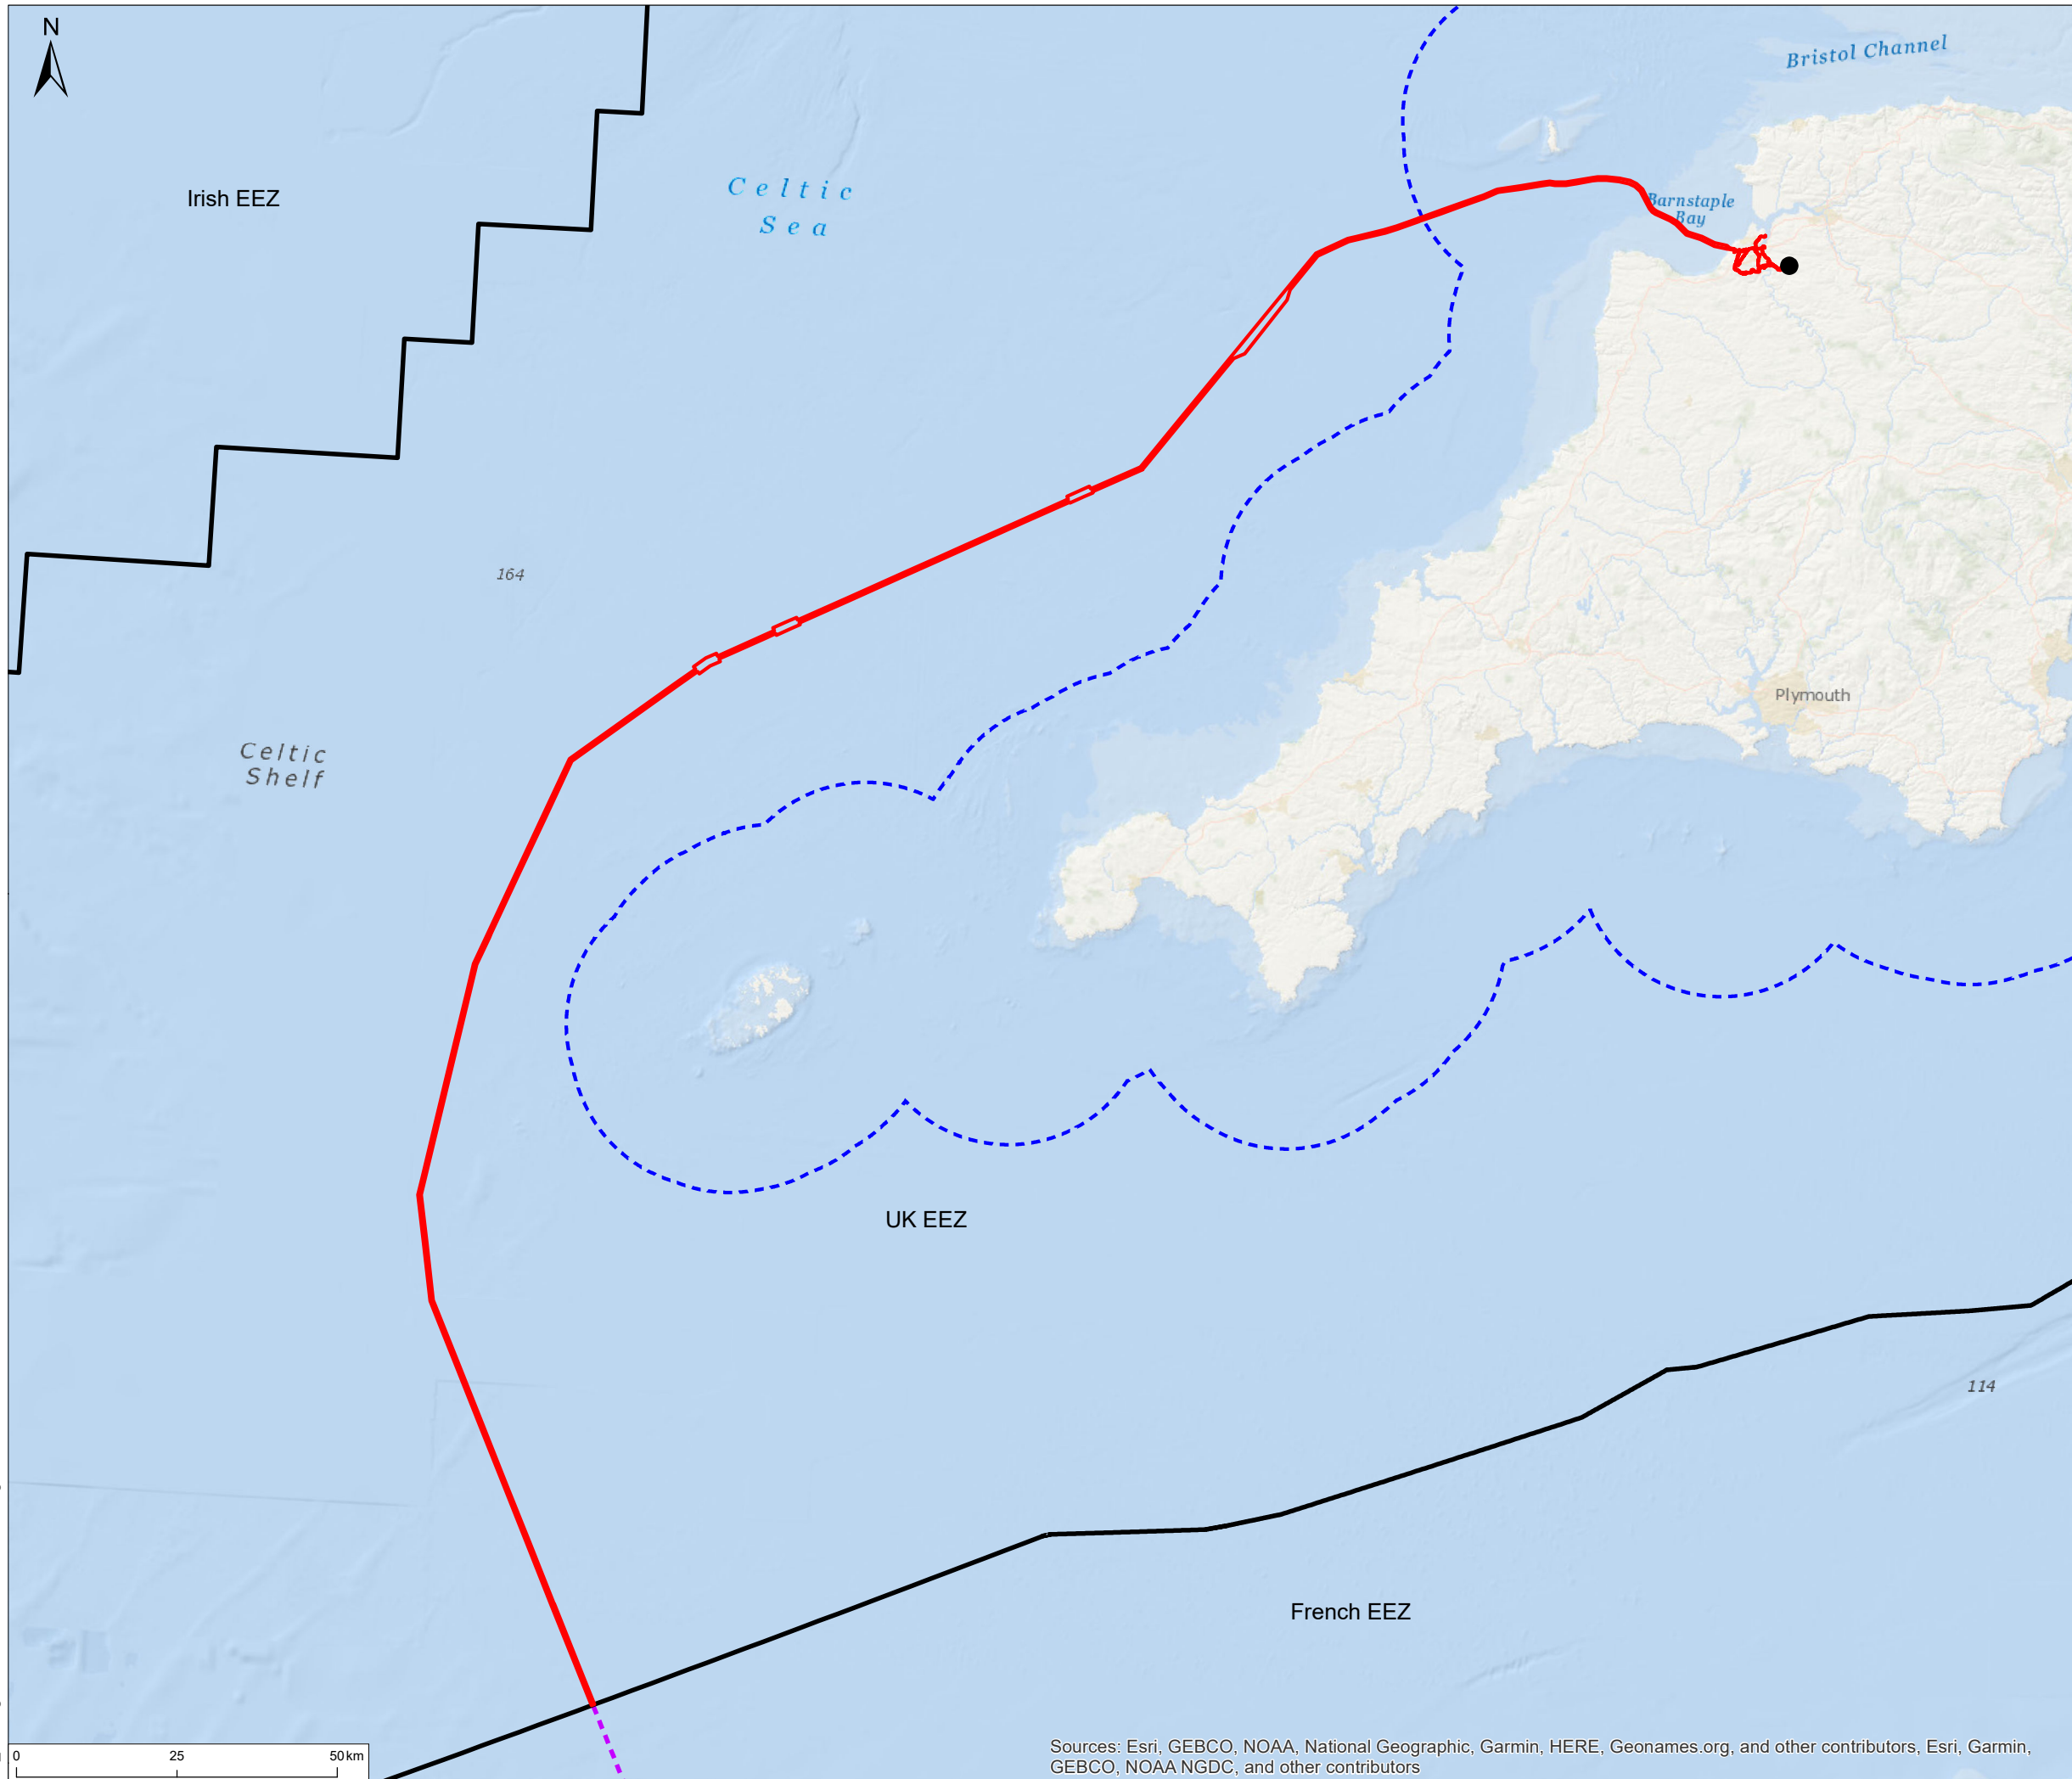 N
Bristol Channel
Irish EEZ
Celtic
Sea
Barnstaple
Bay
164
Plymouth
Celtic
Shelf
UK EEZ
114
French EEZ
0 25 50 km
Sources: Esri, GEBCO, NOAA, National Geographic, Garmin, HERE, Geonames.org, and other contributors, Esri, Garmin,
GEBCO, NOAA NGDC, and other contributors